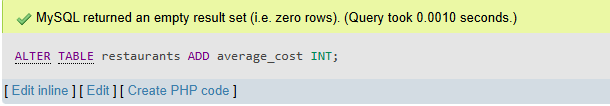 MySQL returned an empty result set (i.e. zero rows). (Query took 0.0010 seconds.)
ALTER TABLE restaurants ADD average_cost INT;
[ Edit inline ] [ Edit ] [ Create PHP code ]